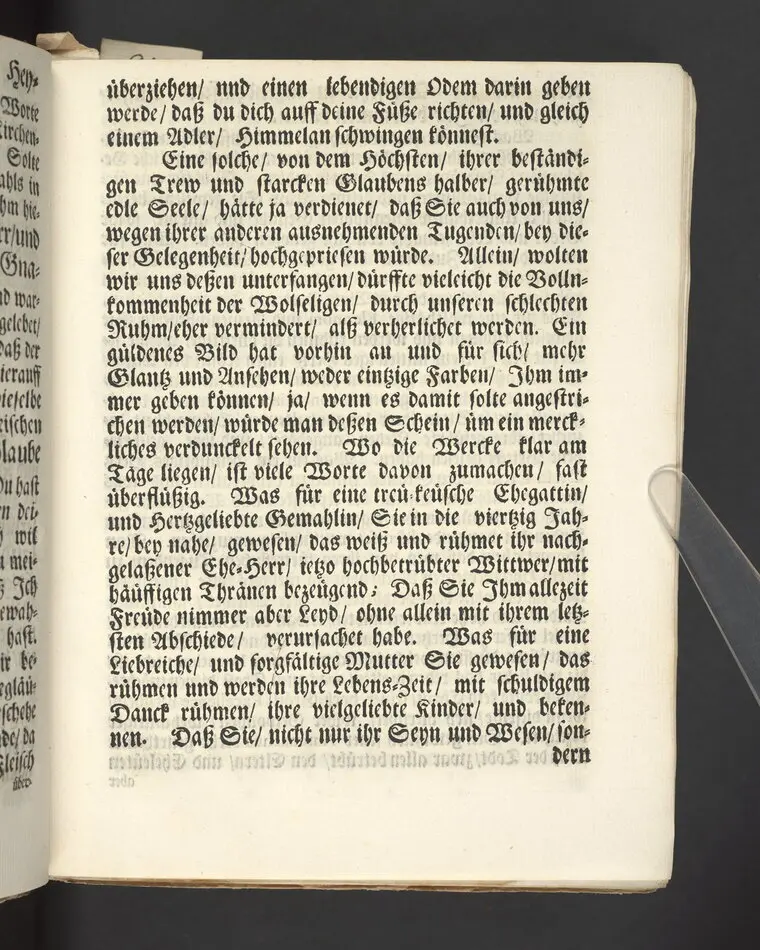 überziehen/ und einen lebendigen Odem darin geben
werde/ daß du dich auff deine Füße richten/ und gleich
einem Adler/ Himmelan schwingen könnest.
Eine solche/ von dem Höchsten/ ihrer beständi-
gen Trew und starcken Glaubens halber/ gerühmte
edle Seele/ hätte ja verdienet/ daß Sie auch von uns/
wegen ihrer anderen ausnehmenden Tugenden/ bey die-
ser Gelegenheit/ hochgepriesen würde. Allein/ wolten
wir uns deßen unterfangen/ dürffte vieleicht die Volln-
kommenheit der Wolseligen/ durch unseren schlechten
Ruhm/ eher vermindert/ alß verherlichet werden. Ein
güldenes Bild hat vorhin an und für sich/ mehr
Glantz und Ansehen/ weder eintzige Farben/ Ihm im-
mer geben können/ ja/ wenn es damit solte angestri-
chen werden/ würde man deßen Schein/ üm ein merck-
liches verdunckelt sehen. Wo die Wercke klar am
Tage liegen/ ist viele Worte davon zumachen/ fast
überflüßig. Was für eine treü-keüsche Ehegattin/
und Hertzgeliebte Gemahlin/ Sie in die viertzig Jah-
re/ bey nahe/ gewesen/ das weiß und rühmet ihr nach-
gelaßener Ehe-Herr/ ietzo hochbetrübter Wittwer/ mit
häüffigen Thränen bezeügend; Daß Sie Ihm allezeit
Freüde nimmer aber Leyd/ ohne allein mit ihrem letz-
sten Abschiede/ verursachet habe. Was für eine
Liebreiche/ und sorgfältige Mutter Sie gewesen/ das
rühmen und werden ihre Lebens-Zeit/ mit schuldigem
Danck rühmen/ ihre vielgeliebte Kinder/ und beken-
nen. Daß Sie/ nicht nur ihr Seyn und Wesen/ son-
dern